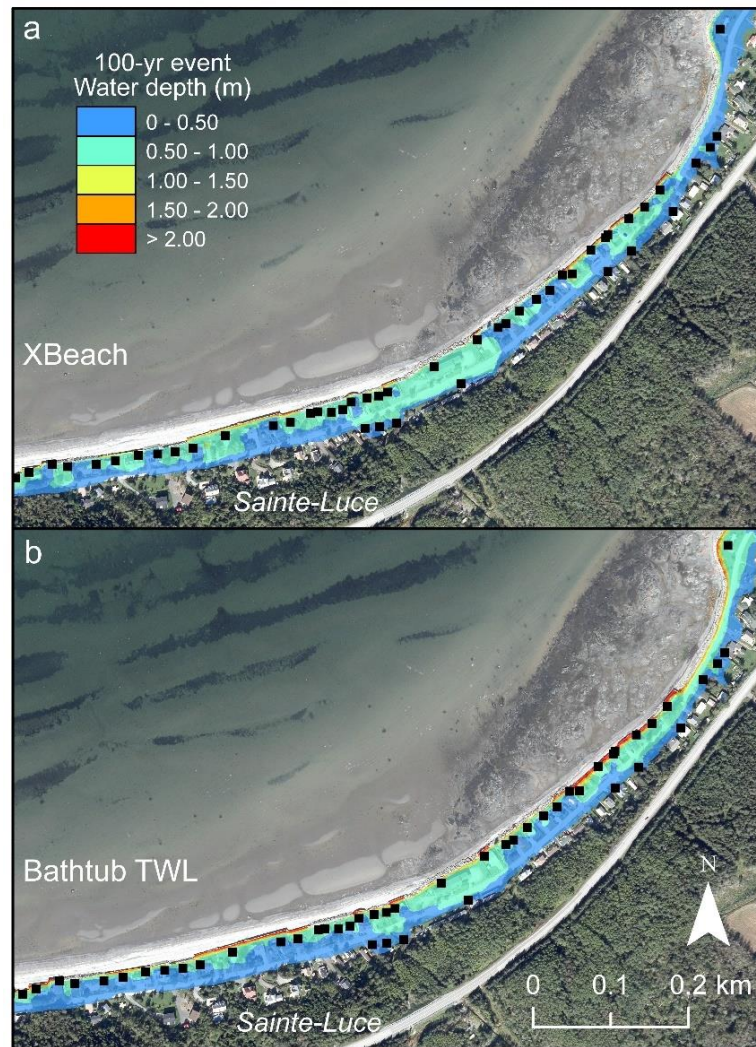 a
100-yr event
Water depth (m)
0 - 0.50
0.50 - 1.00
1.00 - 1.50
1.50 - 2.00
> 2.00
XBeach
Sainte-Luce
b
Bathtub TWL
N
0 0.1 0.2 km
Sainte-Luce